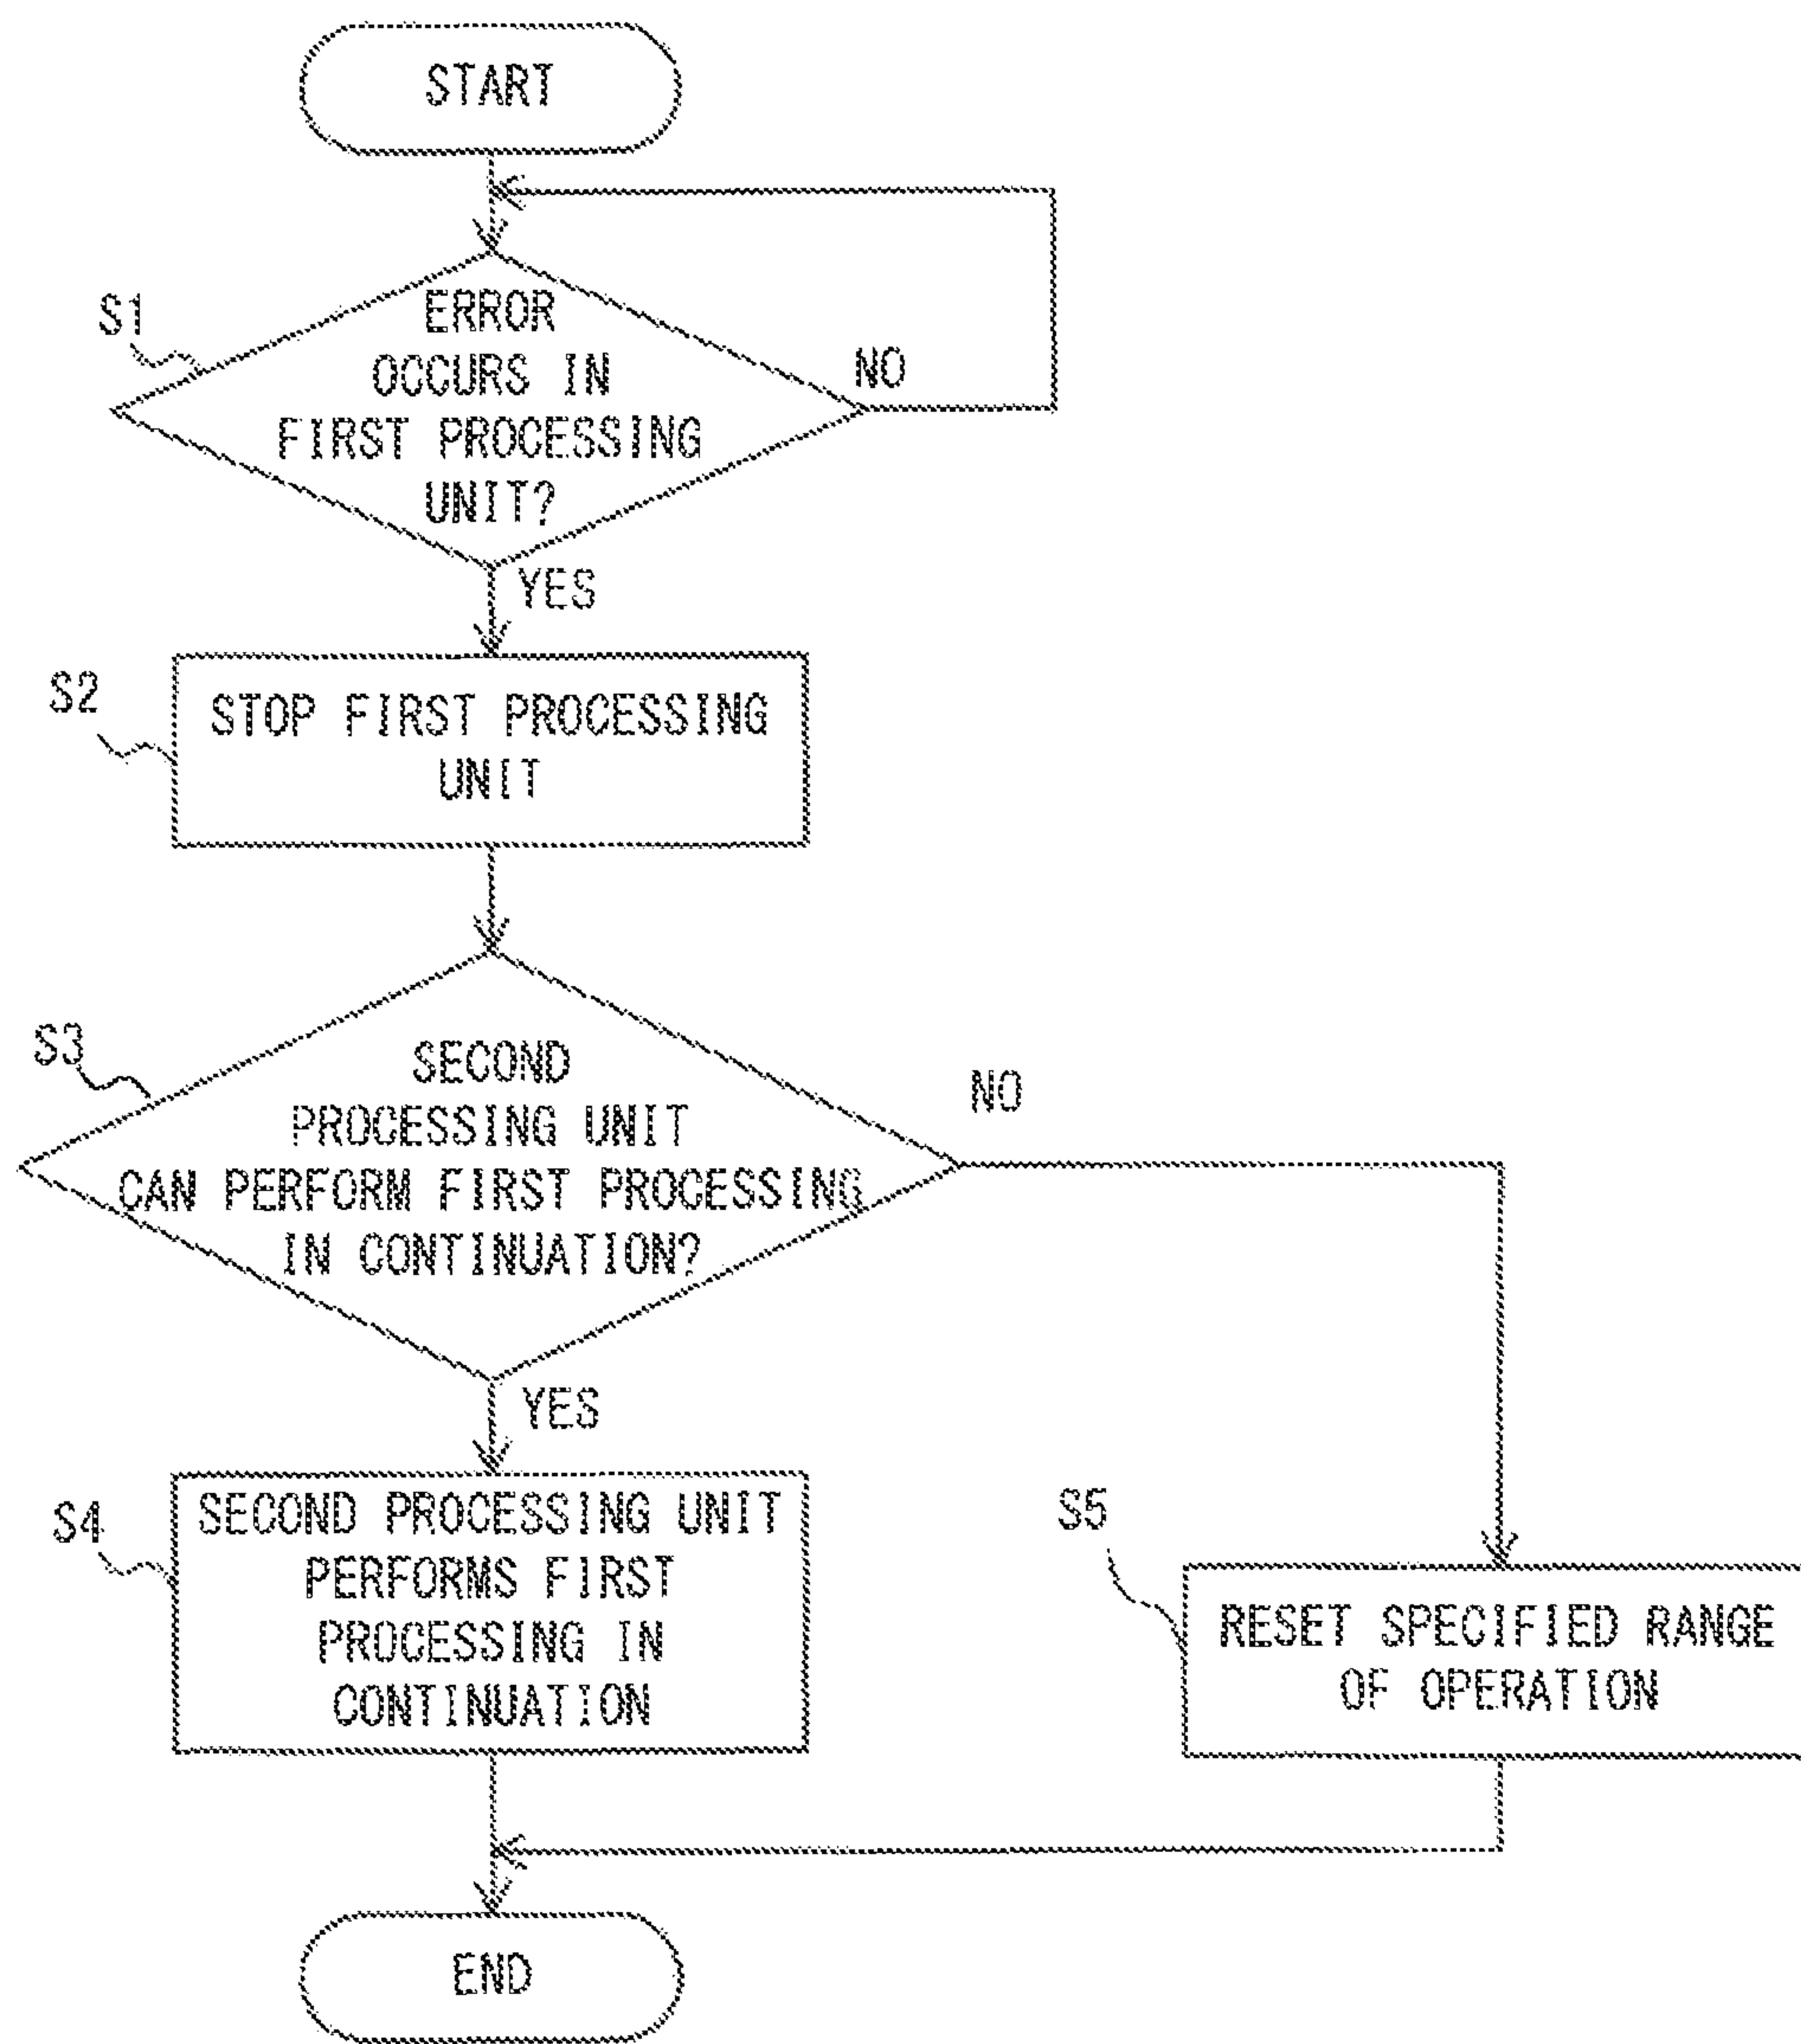 START
S1
ERROR
OCCURS IN
FIRST PROCESSING
UNIT?
NO
YES
S2
STOP FIRST PROCESSING
UNIT
S3
SECOND
PROCESSING UNIT
CAN PERFORM FIRST PROCESSING
IN CONTINUATION?
NO
YES
S4
SECOND PROCESSING UNIT
PERFORMS FIRST
PROCESSING IN
CONTINUATION
S5
RESET SPECIFIED RANGE
OF OPERATION
END